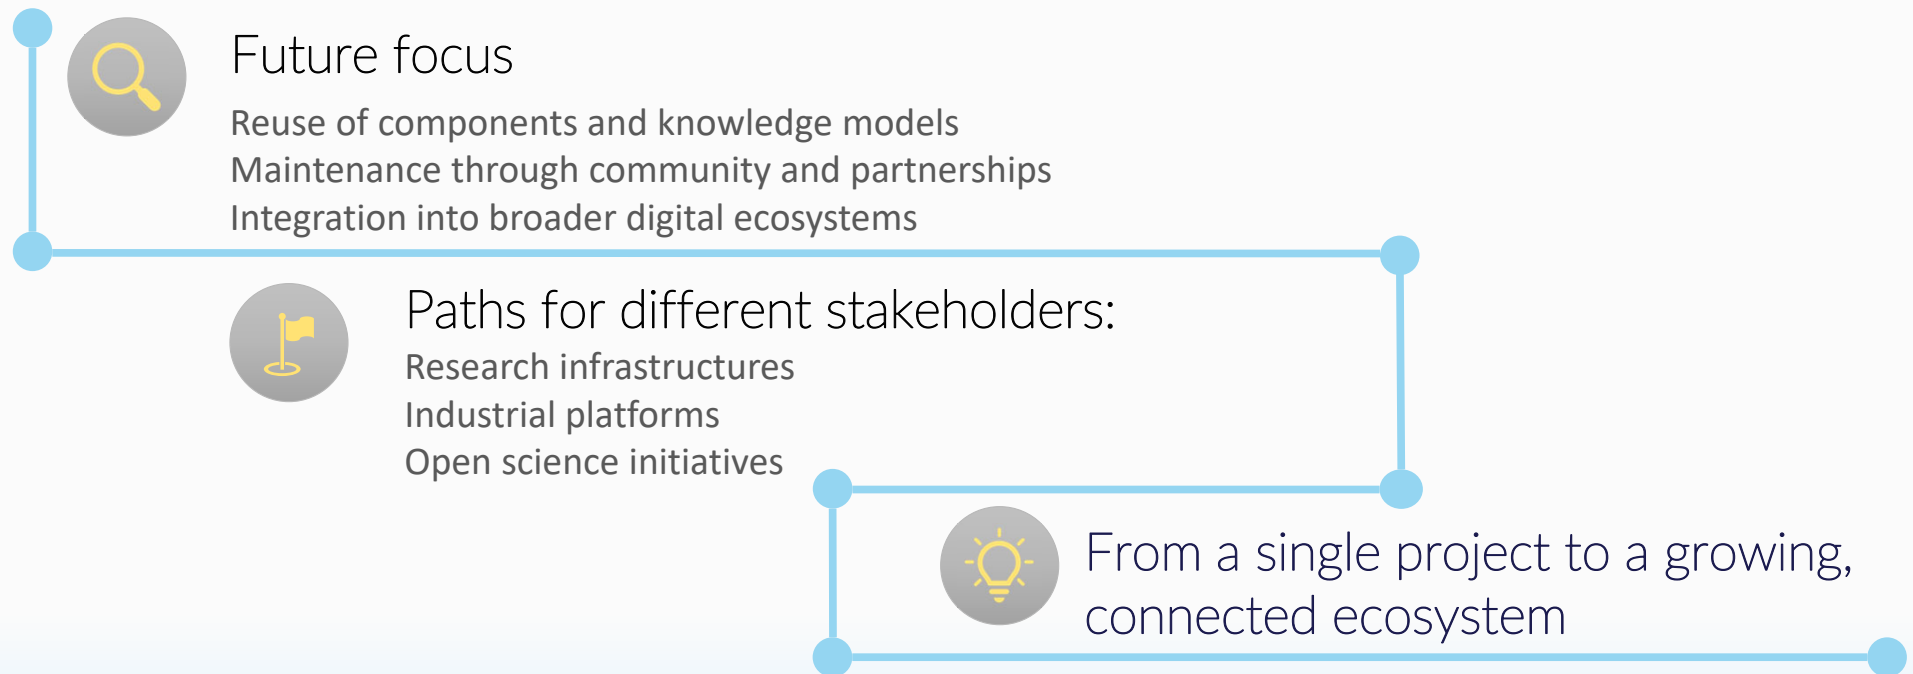 Future focus
Reuse of components and knowledge models
Maintenance through community and partnerships
Integration into broader digital ecosystems
Paths for different stakeholders:
Research infrastructures
Industrial platforms
Open science initiatives
From a single project to a growing,
connected ecosystem